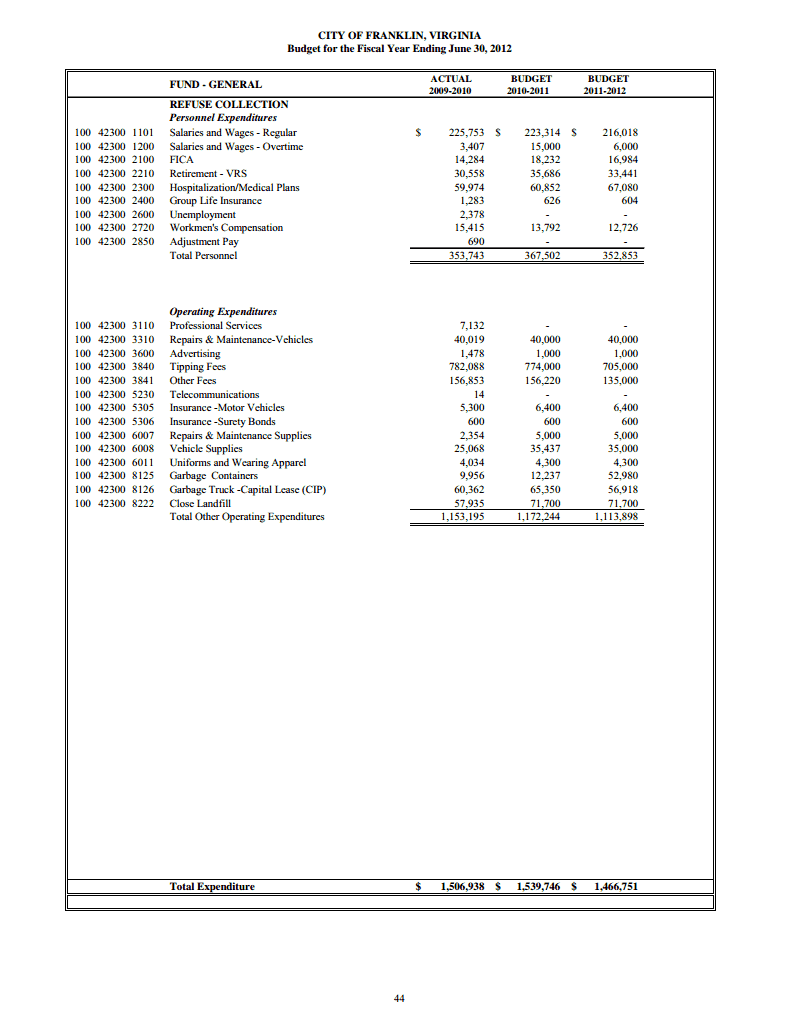 CITY OF FRANKLIN, VIRGINIA
Budget for the Fiscal Year Ending June 30, 2012
FUND - GENERAL ACTUAL 2009-2010 BUDGET 2010-2011 BUDGET 2011-2012
REFUSE COLLECTION
Personnel Expenditures
100 42300 1101 Salaries and Wages - Regular $ 225,753 $ 223,314 $ 216,018
100 42300 1200 Salaries and Wages - Overtime 3,407 15,000 6,000
100 42300 2100 FICA 14,284 18,232 16,984
100 42300 2210 Retirement - VRS 30,558 35,686 33,441
100 42300 2300 Hospitalization/Medical Plans 59,974 60,852 67,080
100 42300 2400 Group Life Insurance 1,283 626 604
100 42300 2600 Unemployment 2,378 - -
100 42300 2720 Workmen's Compensation 15,415 13,792 12,726
100 42300 2850 Adjustment Pay 690 - -
Total Personnel 353,743 367,502 352,853
Operating Expenditures
100 42300 3110 Professional Services 7,132 - -
100 42300 3310 Repairs & Maintenance-Vehicles 40,019 40,000 40,000
100 42300 3600 Advertising 1,478 1,000 1,000
100 42300 3840 Tipping Fees 782,088 774,000 705,000
100 42300 3841 Other Fees 156,853 156,220 135,000
100 42300 5230 Telecommunications 14 - -
100 42300 5305 Insurance -Motor Vehicles 5,300 6,400 6,400
100 42300 5306 Insurance -Surety Bonds 600 600 600
100 42300 6007 Repairs & Maintenance Supplies 2,354 5,000 5,000
100 42300 6008 Vehicle Supplies 25,068 35,437 35,000
100 42300 6011 Uniforms and Wearing Apparel 4,034 4,300 4,300
100 42300 8125 Garbage Containers 9,956 12,237 52,980
100 42300 8126 Garbage Truck -Capital Lease (CIP) 60,362 65,350 56,918
100 42300 8222 Close Landfill 57,935 71,700 71,700
Total Other Operating Expenditures 1,153,195 1,172,244 1,113,898
Total Expenditure $ 1,506,938 $ 1,539,746 $ 1,466,751
44